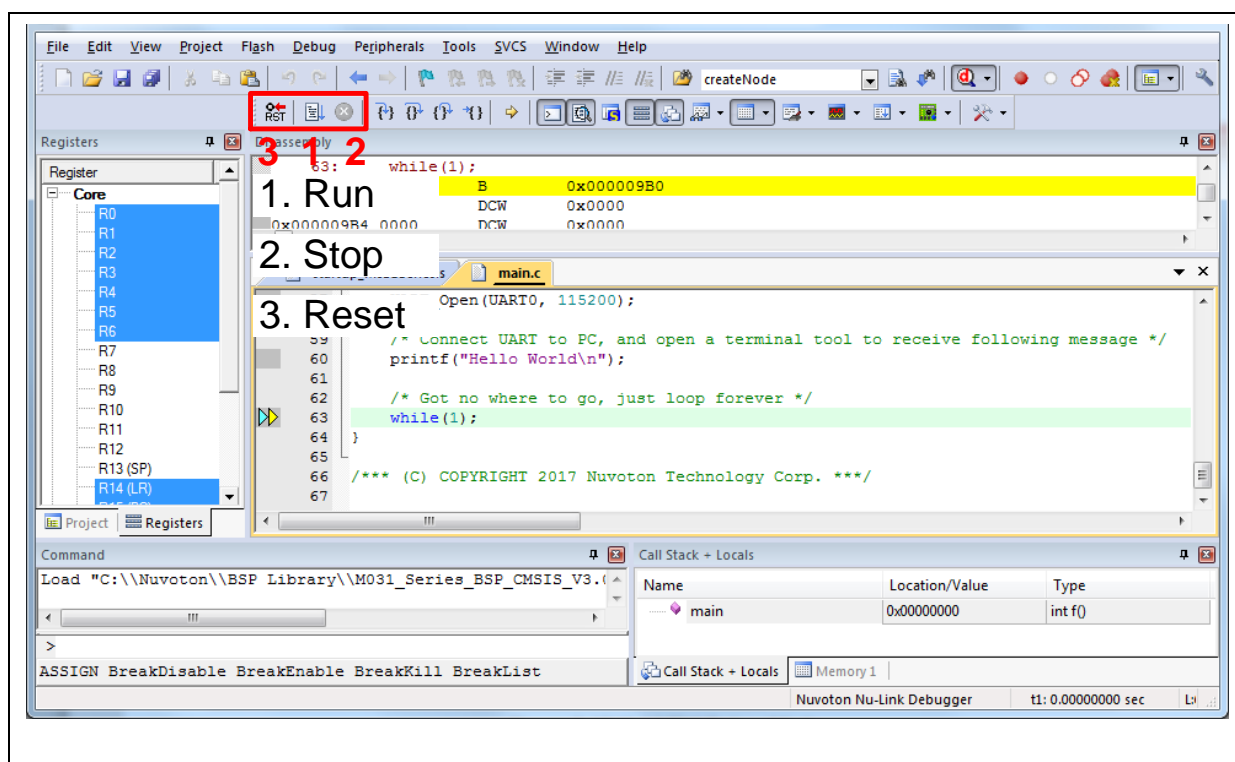 File Edit View Project Flash Debug Peripherals Tools SVCS Window Help
createNode
RST
3 1 2
Registers
Disassembly
Register
Core
R0
R1
R2
R3
R4
R5
R6
R7
R8
R9
R10
R11
R12
R13 (SP)
R14 (LR)
Project Registers
63: while(1);
B 0x000009B0
DCW 0x0000
0x000009B4 0000 DCW 0x0000
1. Run
2. Stop
3. Reset
main.c
Open(UART0, 115200);
59 /* Connect UART to PC, and open a terminal tool to receive following message */
60 printf("Hello World\n");
61
62 /* Got no where to go, just loop forever */
63 while(1);
64 }
65
66 /*** (C) COPYRIGHT 2017 Nuvoton Technology Corp. ***/
67
Command
Load "C:\\Nuvoton\\BSP Library\\M031_Series_BSP_CMSIS_V3.
>
ASSIGN BreakDisable BreakEnable BreakKill BreakList
Call Stack + Locals
Name Location/Value Type
main 0x00000000 int f()
Call Stack + Locals Memory 1
Nuvoton Nu-Link Debugger t1: 0.00000000 sec